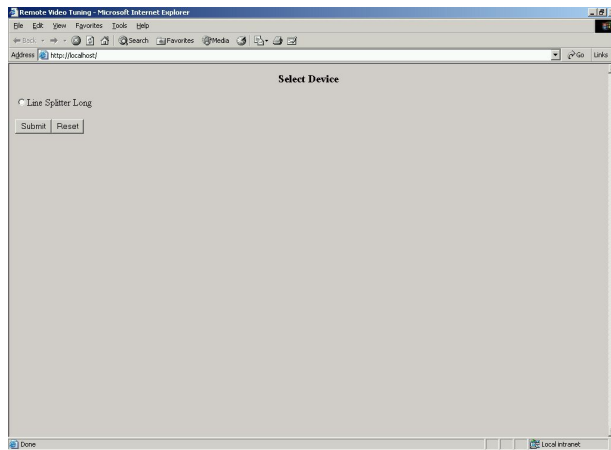 Remote Video Tuning - Microsoft Internet Explorer
File Edit View Favorites Tools Help
Back Search Favorites Media
Address http://localhost/ Go Links
Select Device
Line Splitter Long
Submit Reset
Done Local intranet